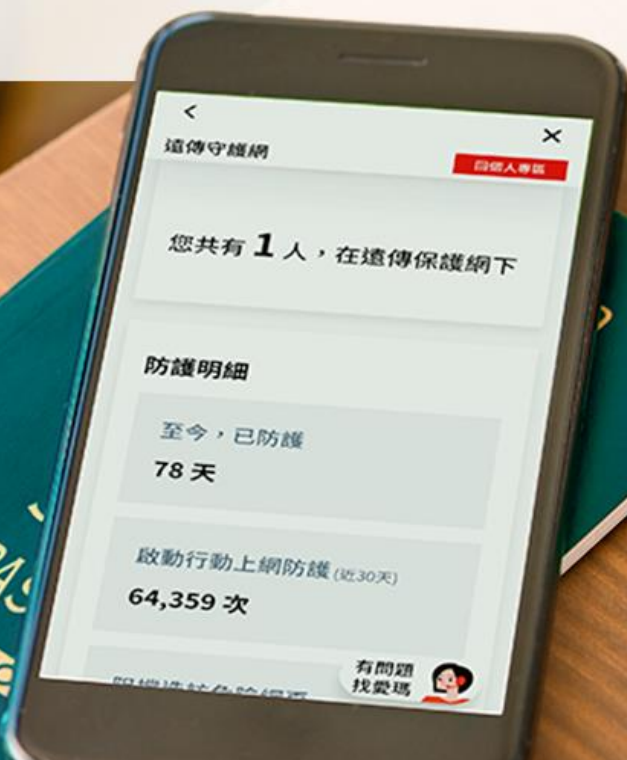 遠傳守護網
回個人專區
您共有 1 人，在遠傳保護網下
防護明細
至今，已防護
78 天
啟動行動上網防護 (近30天)
64,359 次
有問題
找愛瑪